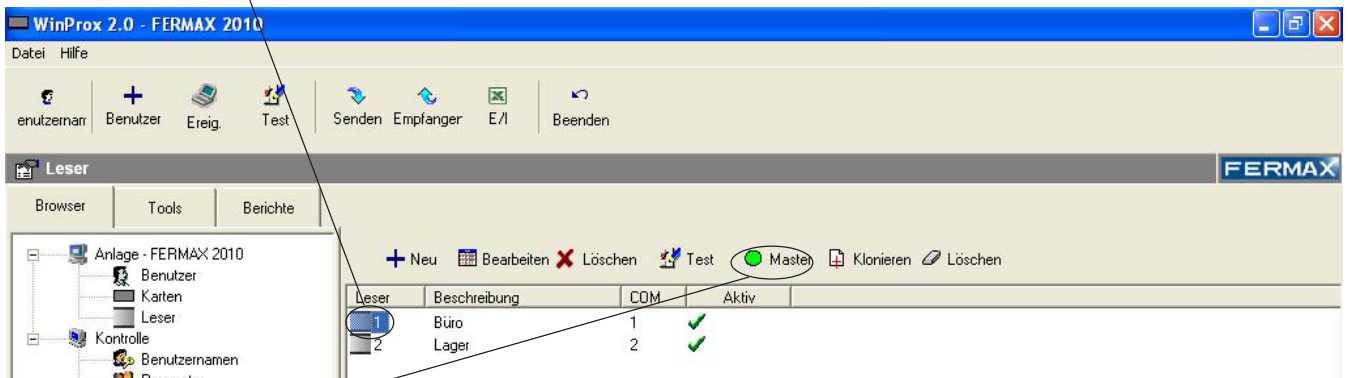 WinProx 2.0 - FERMAX 2010
Datei Hilfe
enutzernam Benutzer Ereig. Test Senden Empfanger E/I Beenden
Leser FERMAX
Browser Tools Berichte
Neu Bearbeiten Löschen Test Master Klonieren Löschen
Anlage - FERMAX 2010
Benutzer
Karten
Leser
Kontrolle
Benutzernamen
Leser Beschreibung COM Aktiv
1 Büro 1
2 Lager 2